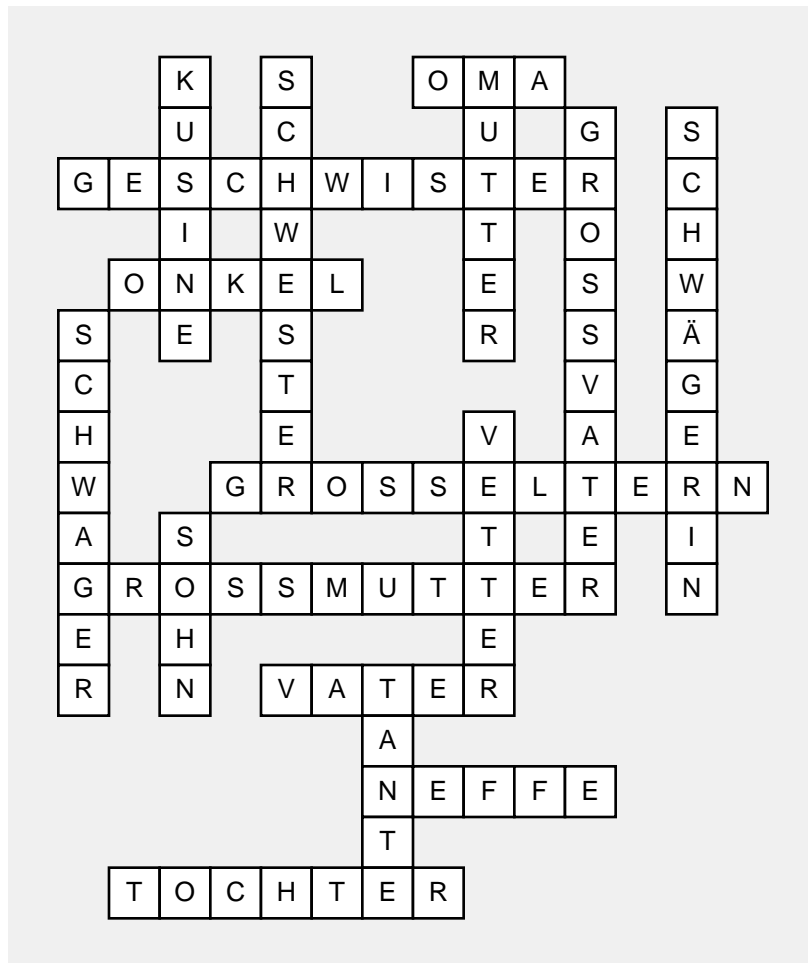 K S O M A
U C U G S
G E S C H W I S T E R C
I W T O H
O N K E L E S W
S E S R S Ä
C T V G
H E V A E
W G R O S S E L T E R N
A S T E I
G R O S S M U T T E R N
E H E
R N V A T E R
A
N E F F E
T
T O C H T E R